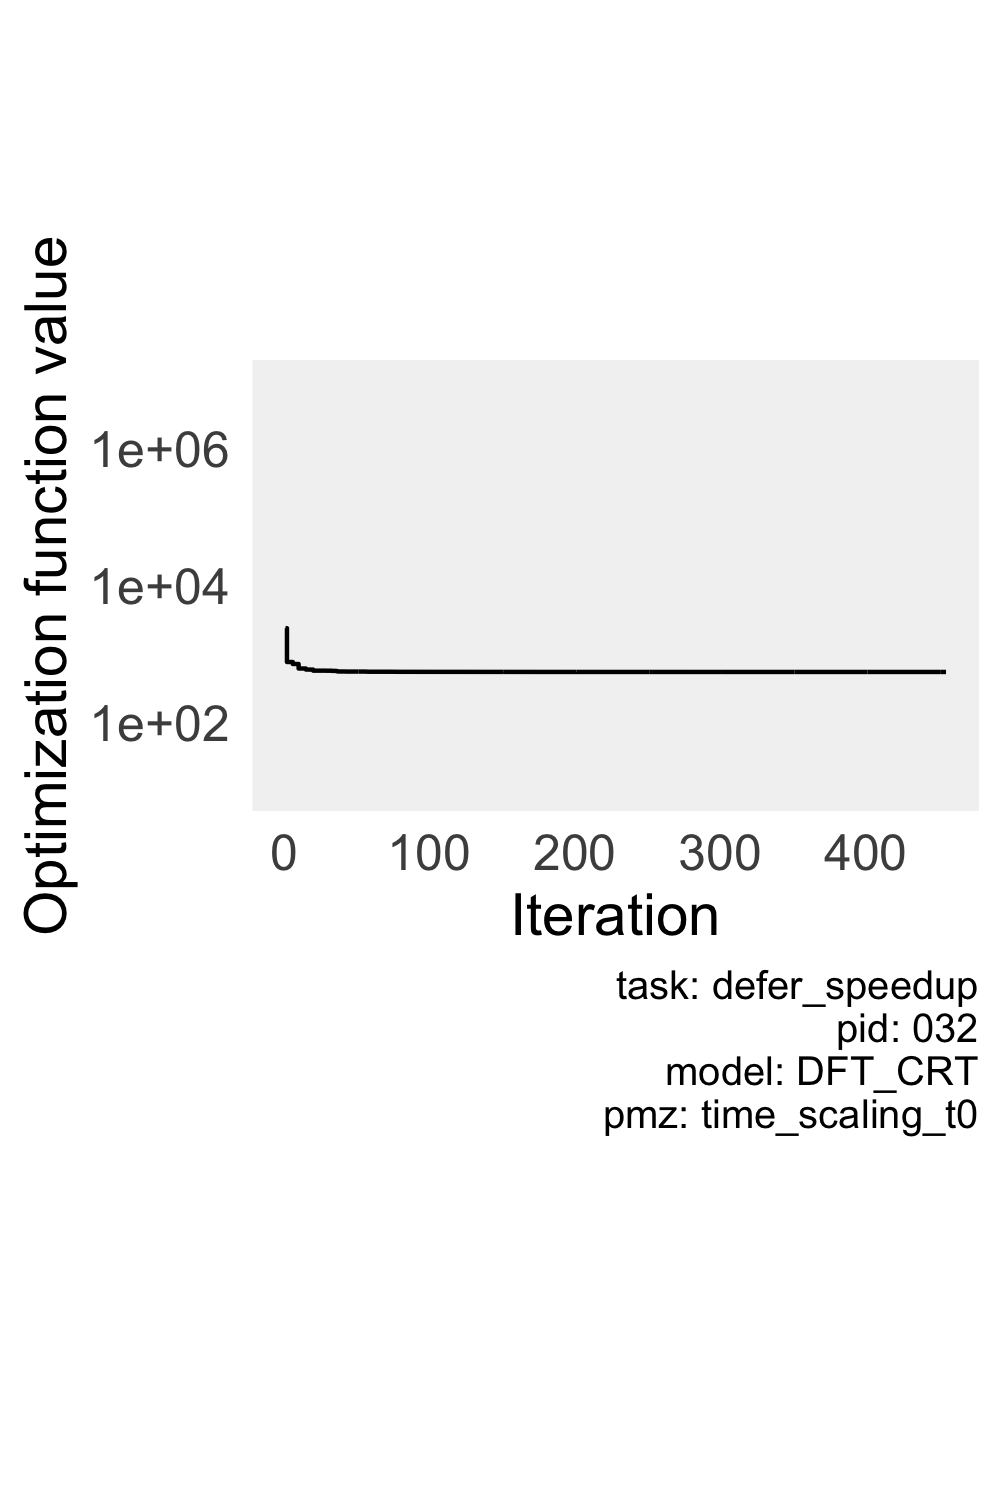 Optimization function value
1e+06
1e+04
1e+02
0 100 200 300 400
Iteration
task: defer_speedup
pid: 032
model: DFT_CRT
pmz: time_scaling_t0